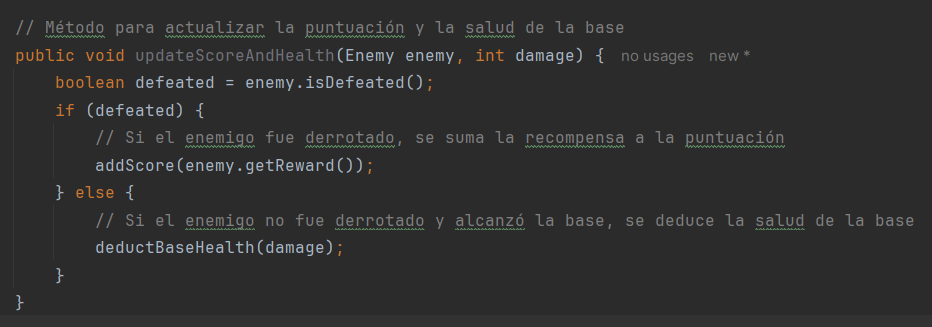 // Método para actualizar la puntuación y la salud de la base
public void updateScoreAndHealth(Enemy enemy, int damage) { no usages new *
    boolean defeated = enemy.isDefeated();
    if (defeated) {
        // Si el enemigo fue derrotado, se suma la recompensa a la puntuación
        addScore(enemy.getReward());
    } else {
        // Si el enemigo no fue derrotado y alcanzó la base, se deduce la salud de la base
        deductBaseHealth(damage);
    }
}